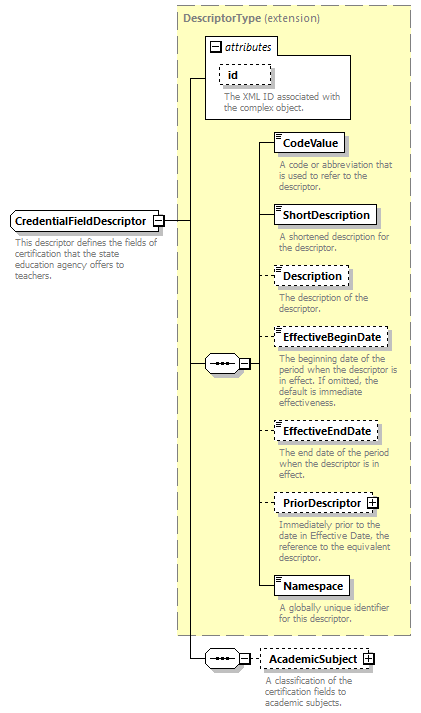 DescriptorType (extension)
attributes
id
The XML ID associated with
the complex object.
CodeValue
A code or abbreviation that
is used to refer to the
descriptor.
CredentialFieldDescriptor
This descriptor defines the fields of
certification that the state
education agency offers to
teachers.
ShortDescription
A shortened description for
the descriptor.
Description
The description of the
descriptor.
EffectiveBeginDate
The beginning date of the
period when the descriptor is
in effect. If omitted, the
default is immediate
effectiveness.
EffectiveEndDate
The end date of the period
when the descriptor is in
effect.
PriorDescriptor
Immediately prior to the
date in Effective Date, the
reference to the equivalent
descriptor.
Namespace
A globally unique identifier
for this descriptor.
AcademicSubject
A classification of the
certification fields to
academic subjects.